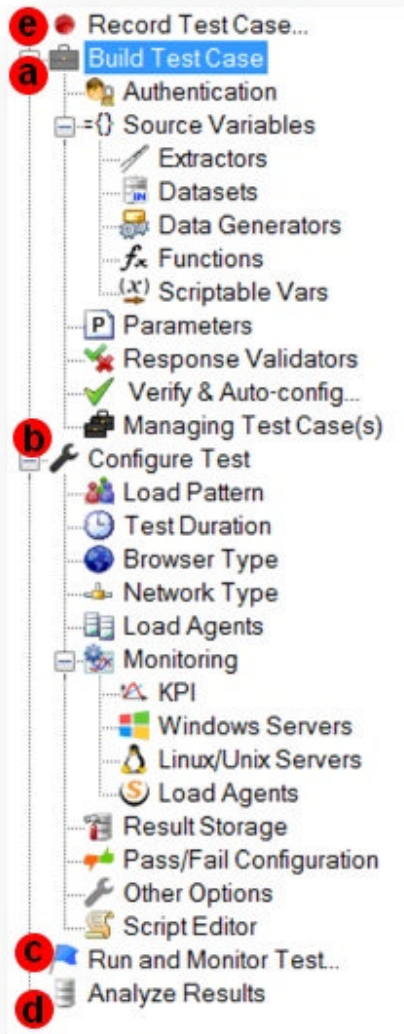 e Record Test Case...
a Build Test Case
Authentication
={} Source Variables
Extractors
IN Datasets
Data Generators
fx Functions
(x) Scriptable Vars
P Parameters
Response Validators
Verify & Auto-config...
Managing Test Case(s)
b Configure Test
Load Pattern
Test Duration
Browser Type
Network Type
Load Agents
Monitoring
KPI
Windows Servers
Linux/Unix Servers
S Load Agents
Result Storage
Pass/Fail Configuration
Other Options
Script Editor
c Run and Monitor Test...
d Analyze Results